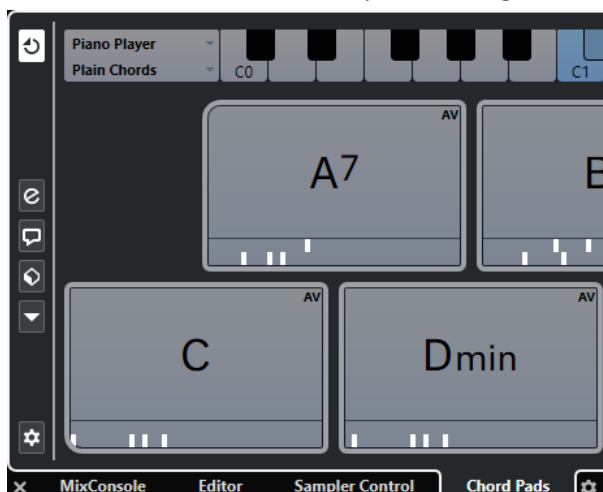 Piano Player
Plain Chords
C0
C1
AV
A7
B
AV
C
AV
Dmin
MixConsole
Editor
Sampler Control
Chord Pads